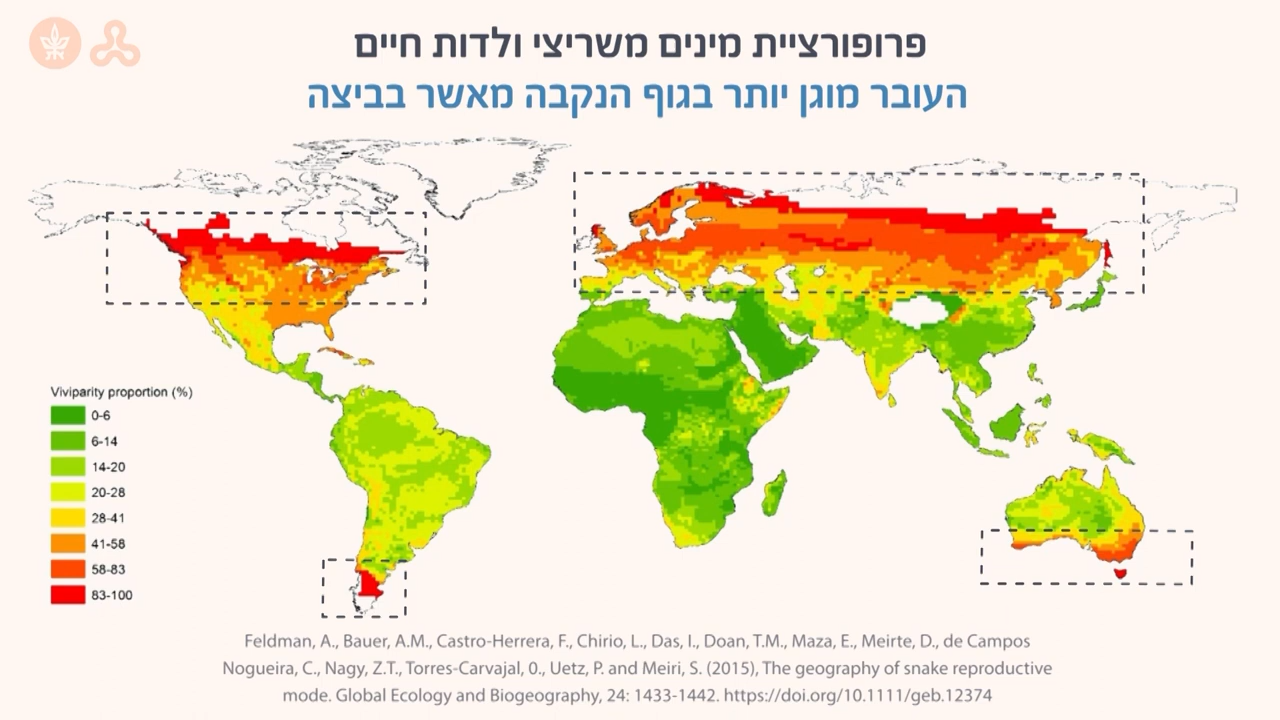 פרופורציית מינים משריצי ולדות חיים
העובר מוגן יותר בגוף הנקבה מאשר בביצה
Viviparity proportion (%)
0-6
6-14
14-20
20-28
28-41
41-58
58-83
83-100
Feldman, A., Bauer, A.M., Castro-Herrera, F., Chirio, L., Das, I., Doan, T.M., Maza, E., Meirte, D., de Campos
Nogueira, C., Nagy, Z.T., Torres-Carvajal, 0., Uetz, P. and Meiri, S. (2015), The geography of snake reproductive
mode. Global Ecology and Biogeography, 24: 1433-1442. https://doi.org/10.1111/geb.12374